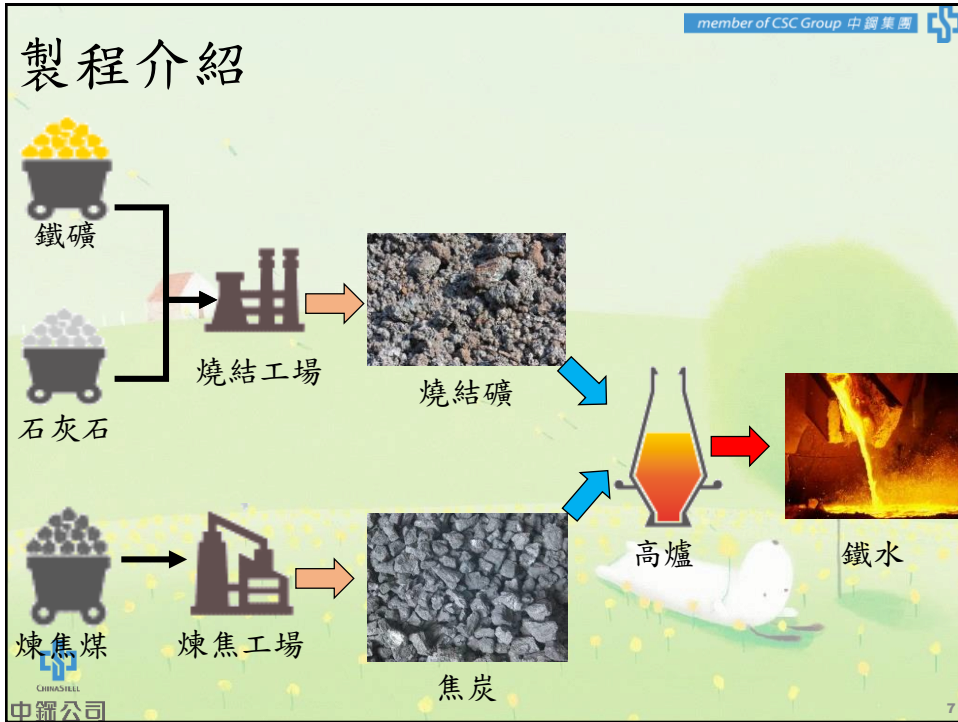 member of CSC Group 中鋼集團
製程介紹
鐵礦
燒結工場
燒結礦
石灰石
高爐
鐵水
煉焦煤
煉焦工場
焦炭
CHINA STEEL
中鋼公司
7